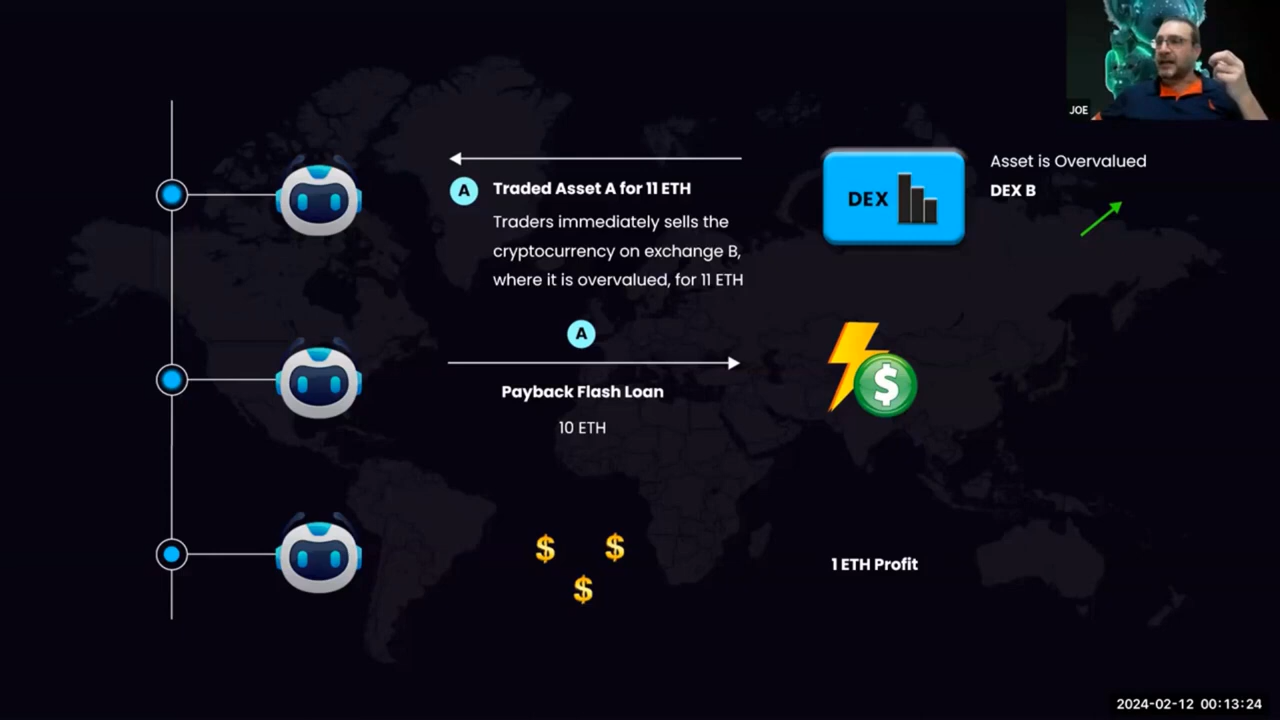 JOE
Asset is Overvalued
DEX B
DEX
A
Traded Asset A for 11 ETH
Traders immediately sells the
cryptocurrency on exchange B,
where it is overvalued, for 11 ETH
A
Payback Flash Loan
10 ETH
$
$ $
$
1 ETH Profit
2024-02-12 00:13:24